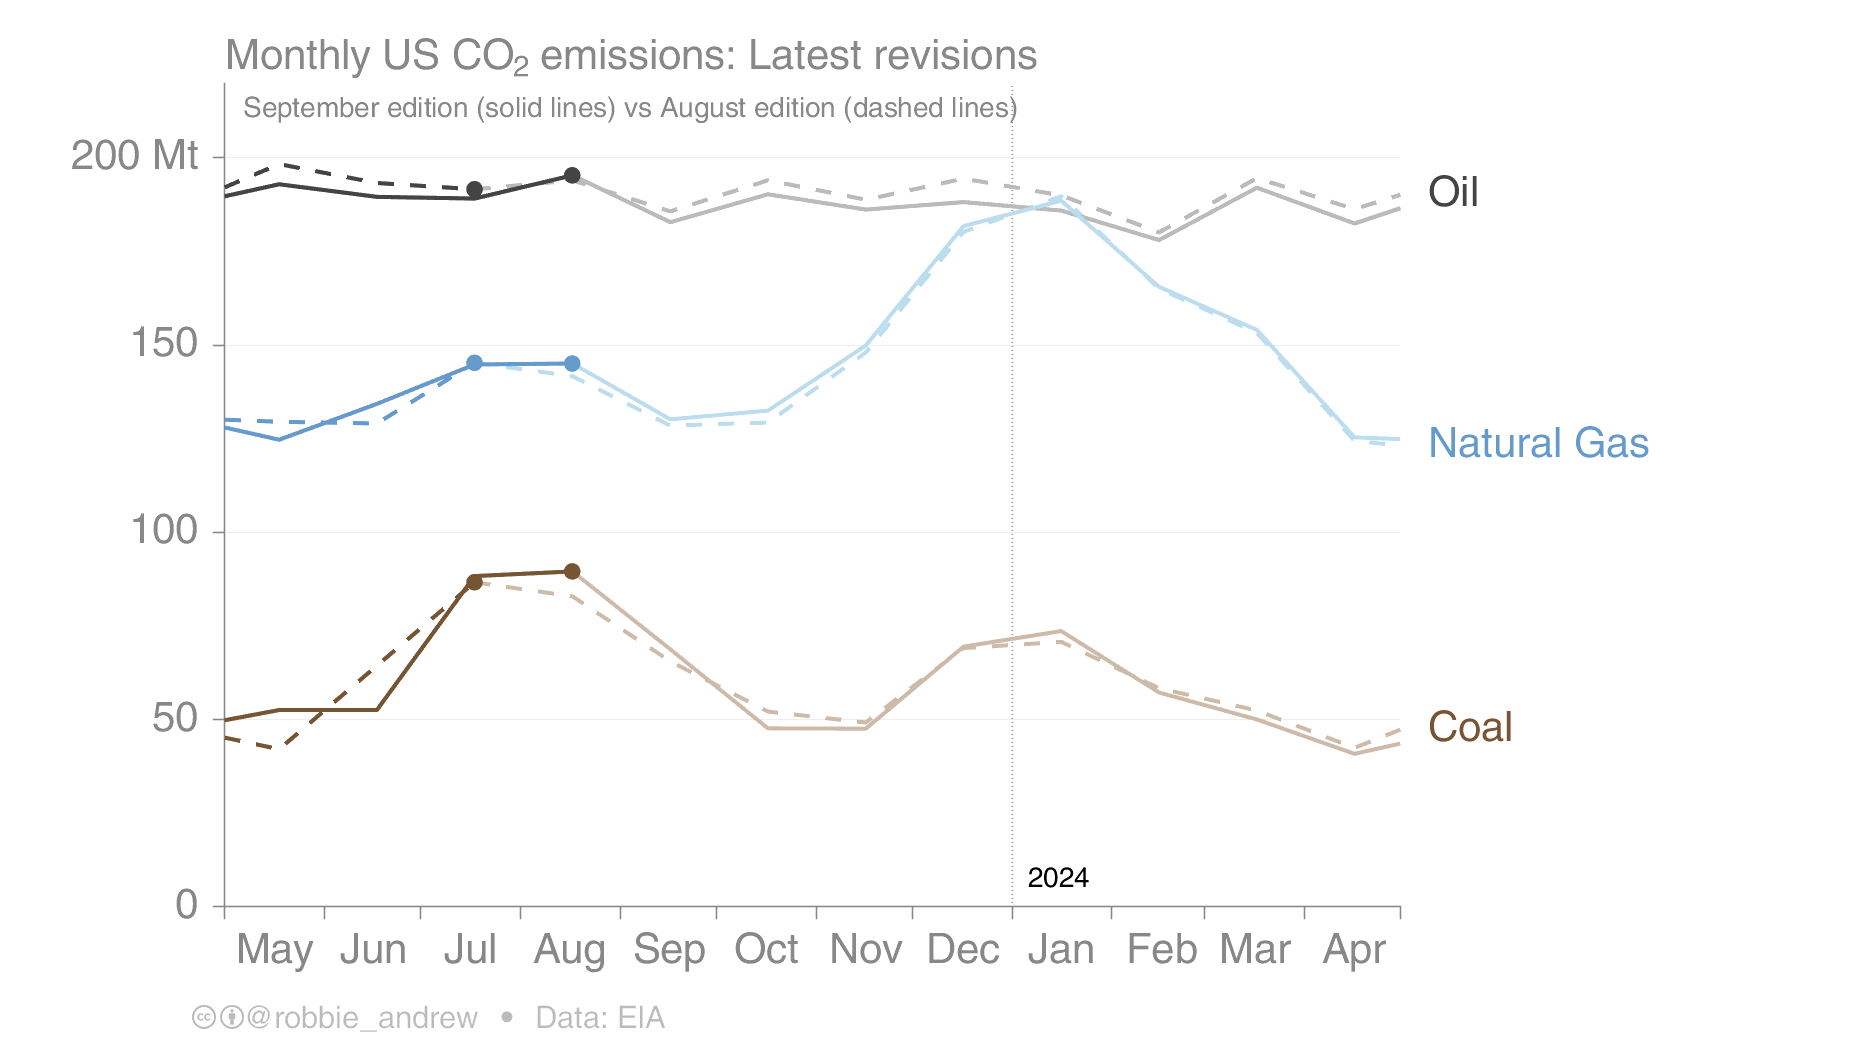 Monthly US CO₂ emissions: Latest revisions
September edition (solid lines) vs August edition (dashed lines)
200 Mt
150
100
50
0
Oil
Natural Gas
Coal
2024
May Jun Jul Aug Sep Oct Nov Dec Jan Feb Mar Apr
@robbie_andrew • Data: EIA